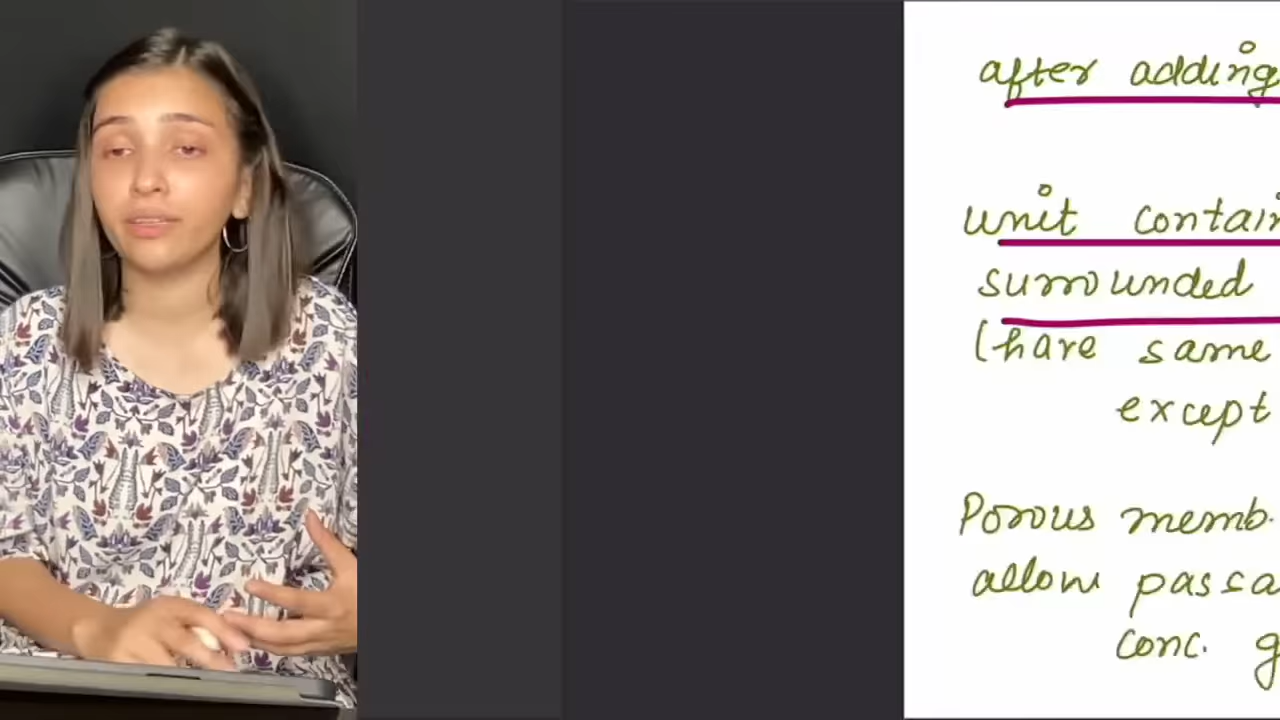 after adding
unit contain
surrounded
(have same
except
Porous memb.
allow passa
conc. g